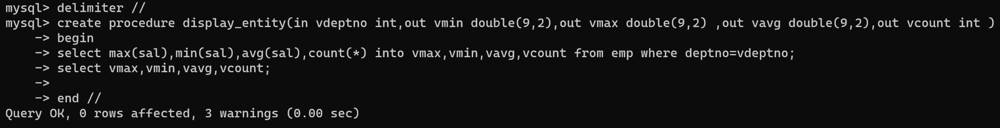 mysql> delimiter //
mysql> create procedure display_entity(in vdeptno int,out vmin double(9,2),out vmax double(9,2) ,out vavg double(9,2),out vcount int )
    -> begin
    -> select max(sal),min(sal),avg(sal),count(*) into vmax,vmin,vavg,vcount from emp where deptno=vdeptno;
    -> select vmax,vmin,vavg,vcount;
    ->
    -> end //
Query OK, 0 rows affected, 3 warnings (0.00 sec)